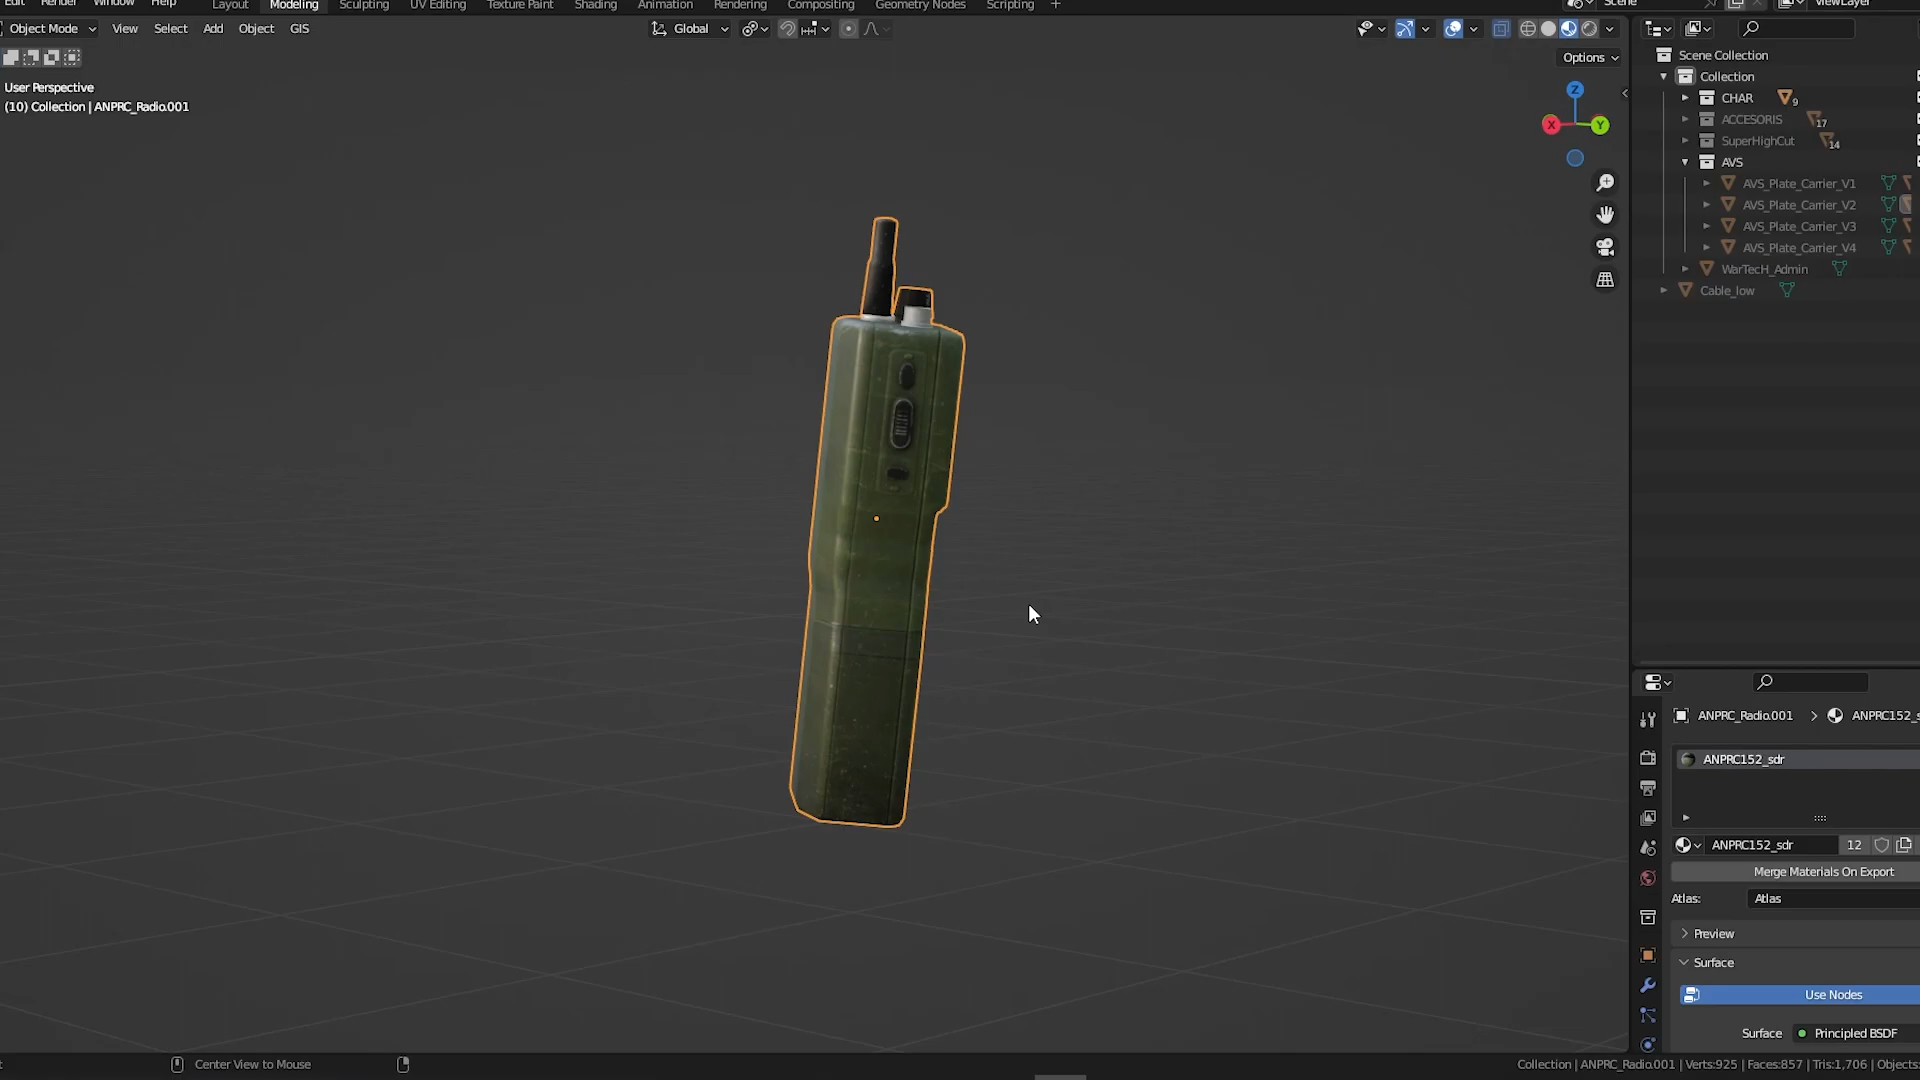 Edit Render Window Help Layout Modeling Sculpting UV Editing Texture Paint Shading Animation Rendering Compositing Geometry Nodes Scripting + Scene ViewLayer
Object Mode View Select Add Object GIS Global
Options
User Perspective
(10) Collection | ANPRC_Radio.001
Z
X Y
Scene Collection
Collection
CHAR 9
ACCESORIS 17
SuperHighCut 14
AVS
AVS_Plate_Carrier_V1
AVS_Plate_Carrier_V2
AVS_Plate_Carrier_V3
AVS_Plate_Carrier_V4
WarTecH_Admin
Cable_low
ANPRC_Radio.001 > ANPRC152_s
ANPRC152_sdr
ANPRC152_sdr 12
Merge Materials On Export
Atlas: Atlas
Preview
Surface
Use Nodes
Surface Principled BSDF
t Center View to Mouse Collection | ANPRC_Radio.001 | Verts:925 | Faces:857 | Tris:1,706 | Objects: